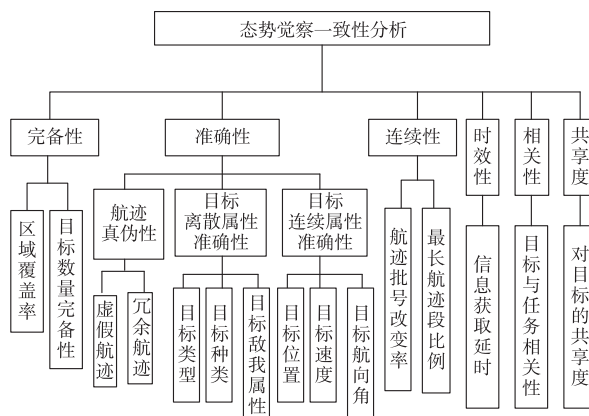 态势觉察一致性分析
完备性
准确性
连续性
时效性
相关性
共享度
区域覆盖率
目标数量完备性
航迹
真伪性
目标
离散属性
准确性
目标
连续属性
准确性
航迹批号改变率
最长航迹段比例
信息获取延时
目标与任务相关性
对目标的共享度
虚假航迹
冗余航迹
目标类型
目标种类
目标敌我属性
目标位置
目标速度
目标航向角